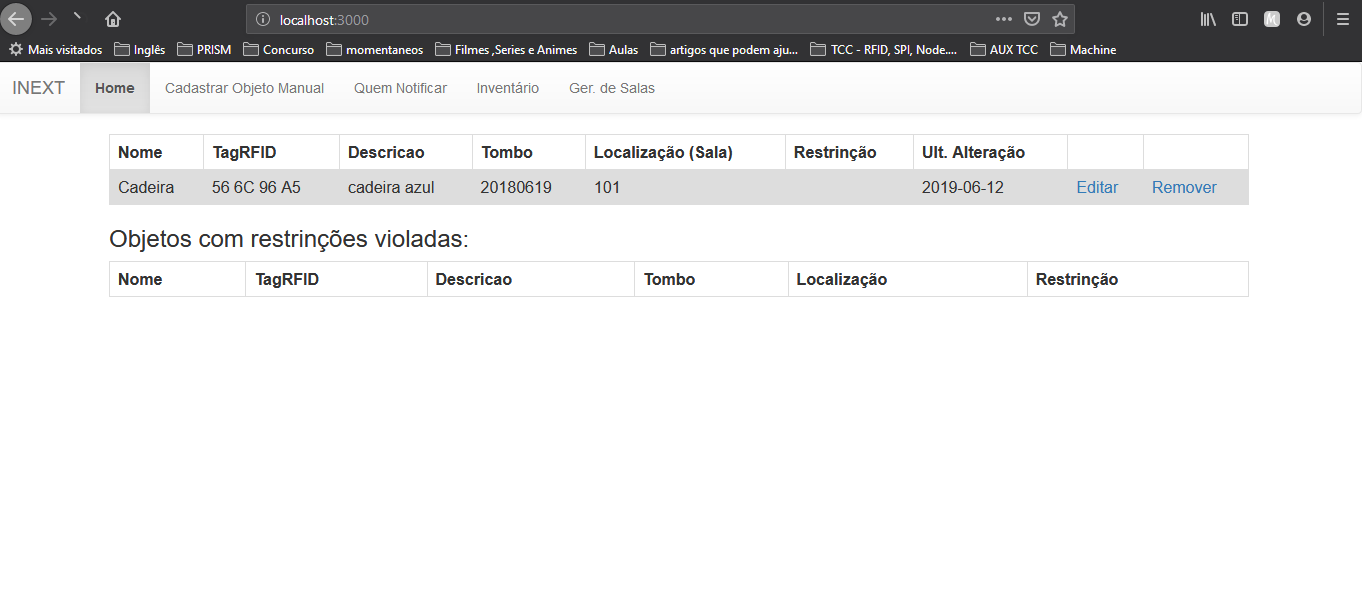 localhost:3000
Mais visitados Inglês PRISM Concurso momentaneos Filmes ,Series e Animes Aulas artigos que podem aju... TCC - RFID, SPI, Node.... AUX TCC Machine
INEXT Home Cadastrar Objeto Manual Quem Notificar Inventário Ger. de Salas
Nome TagRFID Descricao Tombo Localização (Sala) Restrinção Ult. Alteração
Cadeira 56 6C 96 A5 cadeira azul 20180619 101 2019-06-12 Editar Remover
Objetos com restrinções violadas:
Nome TagRFID Descricao Tombo Localização Restrinção